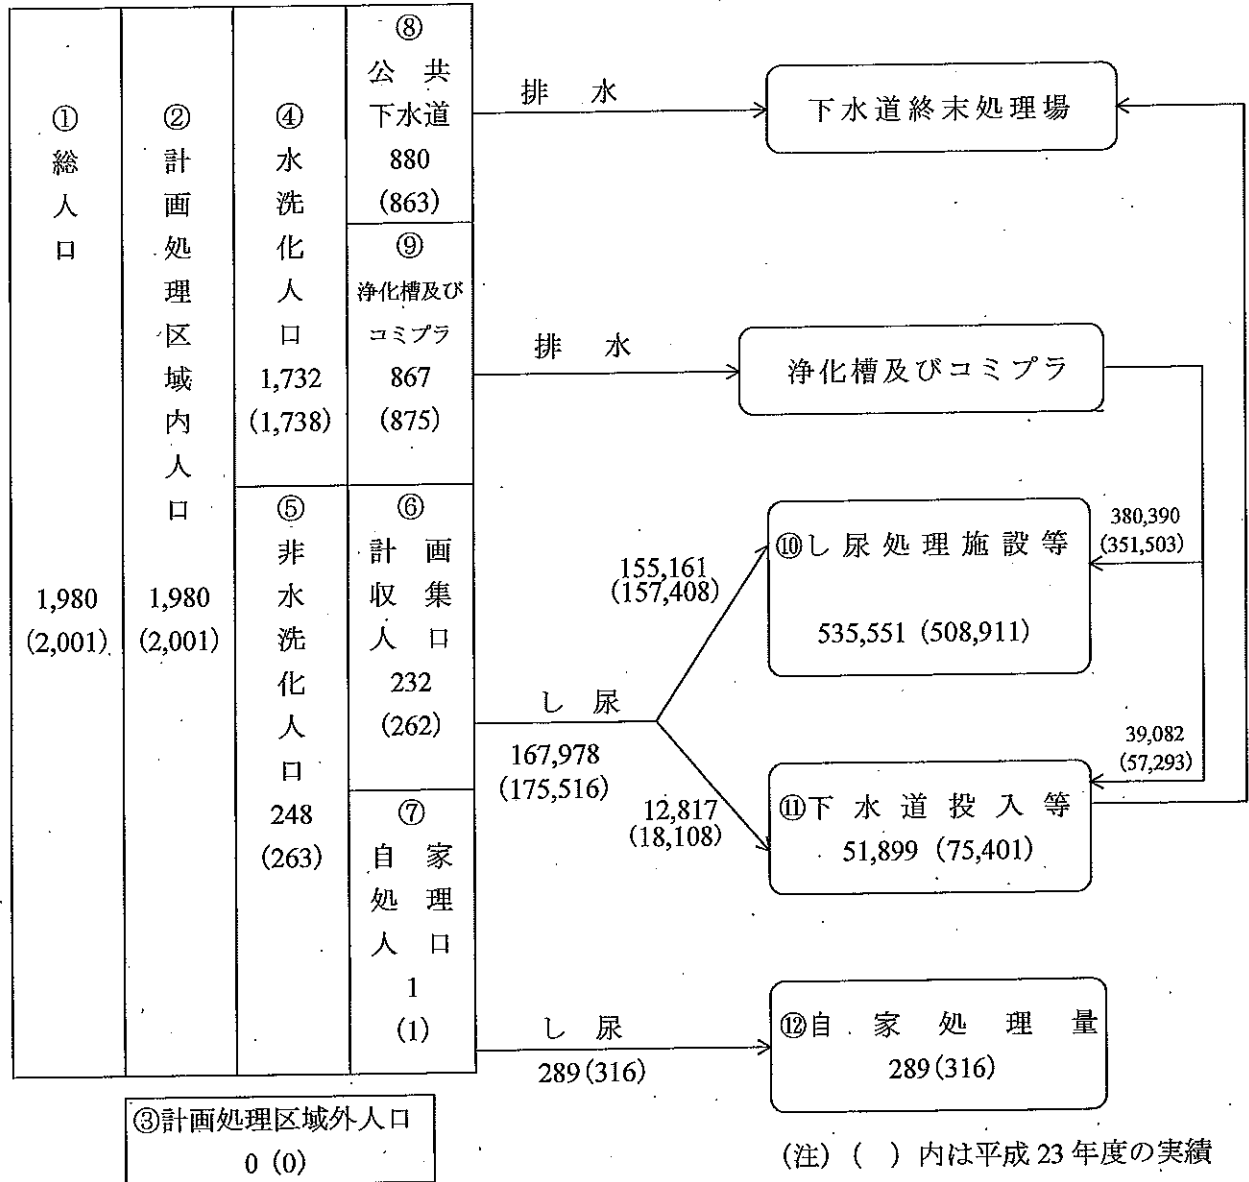 ①
総
人
口
1,980
(2,001)
②
計
画
処
理
区
域
内
人
口
1,980
(2,001)
④
水
洗
化
人
口
1,732
(1,738)
⑤
非
水
洗
化
人
口
248
(263)
⑧
公 共
下水道
880
(863)
⑨
浄化槽及び
コミプラ
867
(875)
⑥
計 画
収 集
人 口
232
(262)
⑦
自 家
処 理
人 口
1
(1)
排 水
下水道終末処理場
排 水
浄化槽及びコミプラ
380,390
(351,503)
39,082
(57,293)
し 尿
167,978
(175,516)
155,161
(157,408)
12,817
(18,108)
⑩し尿処理施設等
535,551 (508,911)
⑪下水道投入等
51,899 (75,401)
し 尿
289(316)
⑫自家処理量
289(316)
③計画処理区域外人口
0 (0)
(注) ( ) 内は平成 23 年度の実績